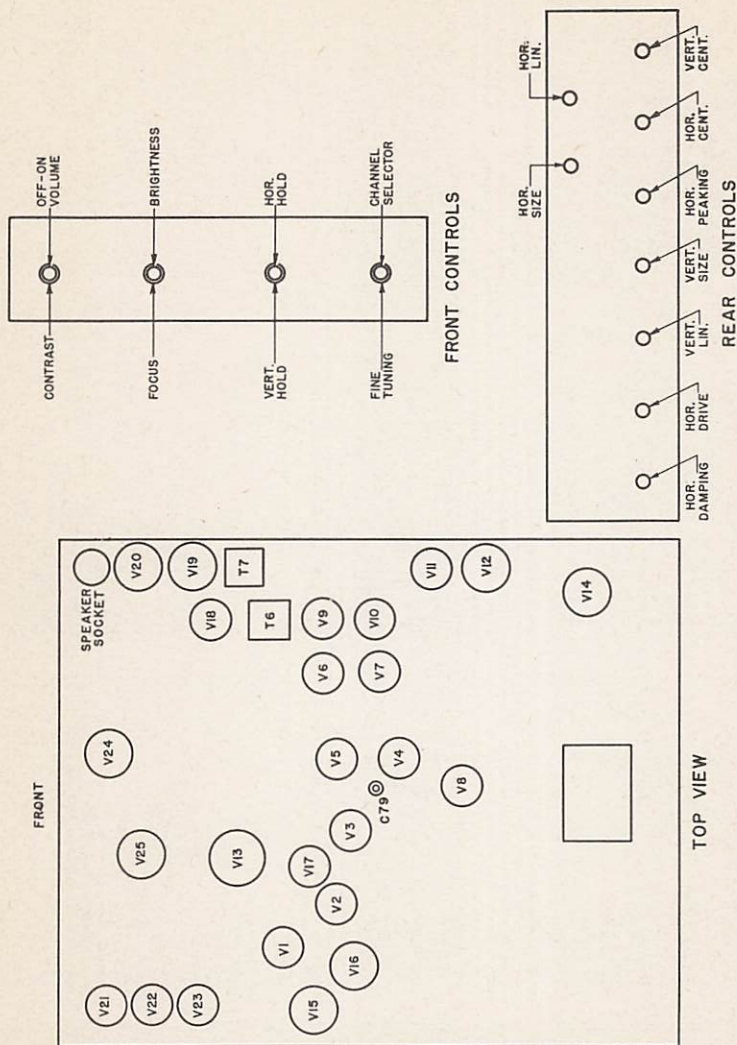 FRONT
SPEAKER
SOCKET
V20
V19
T7
V18
T6
V9
V10
V6
V7
V11
V12
V14
V24
V5
V4
C79
V8
V25
V13
V3
V17
V2
V1
V16
V15
V21
V22
V23
TOP VIEW
CONTRAST
OFF-ON
VOLUME
FOCUS
BRIGHTNESS
VERT.
HOLD
HOR.
HOLD
FINE
TUNING
CHANNEL
SELECTOR
FRONT CONTROLS
HOR.
SIZE
HOR.
LIN.
HOR.
DAMPING
HOR.
DRIVE
VERT.
LIN.
VERT.
SIZE
HOR.
PEAKING
HOR.
CENT.
VERT.
CENT.
REAR CONTROLS